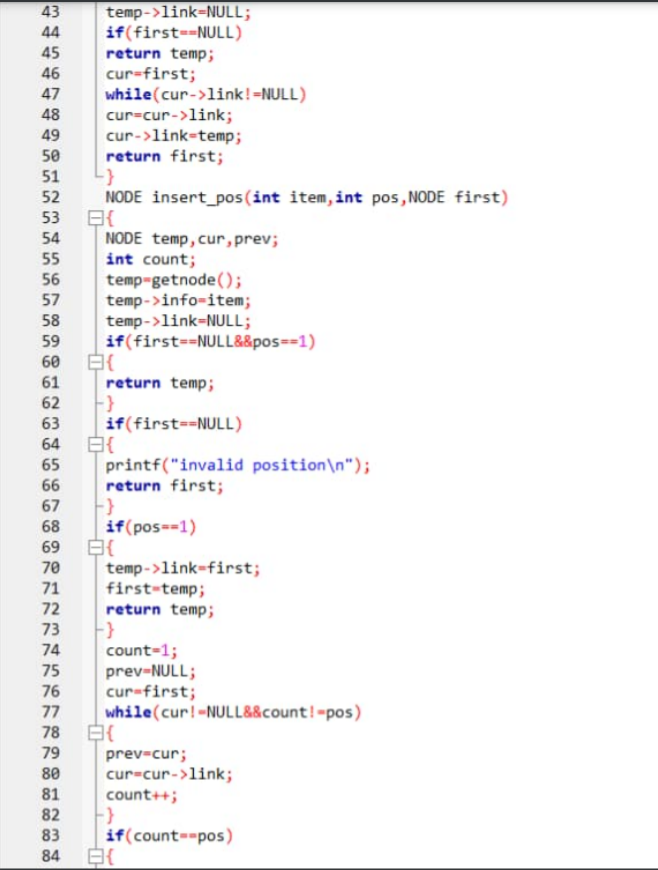 43 temp->link=NULL;
44 if(first==NULL)
45 return temp;
46 cur=first;
47 while(cur->link!=NULL)
48 cur=cur->link;
49 cur->link=temp;
50 return first;
51 }
52 NODE insert_pos(int item,int pos,NODE first)
53 {
54 NODE temp,cur,prev;
55 int count;
56 temp=getnode();
57 temp->info=item;
58 temp->link=NULL;
59 if(first==NULL&&pos==1)
60 {
61 return temp;
62 }
63 if(first==NULL)
64 {
65 printf("invalid position\n");
66 return first;
67 }
68 if(pos==1)
69 {
70 temp->link=first;
71 first=temp;
72 return temp;
73 }
74 count=1;
75 prev=NULL;
76 cur=first;
77 while(cur!=NULL&&count!=pos)
78 {
79 prev=cur;
80 cur=cur->link;
81 count++;
82 }
83 if(count==pos)
84 {